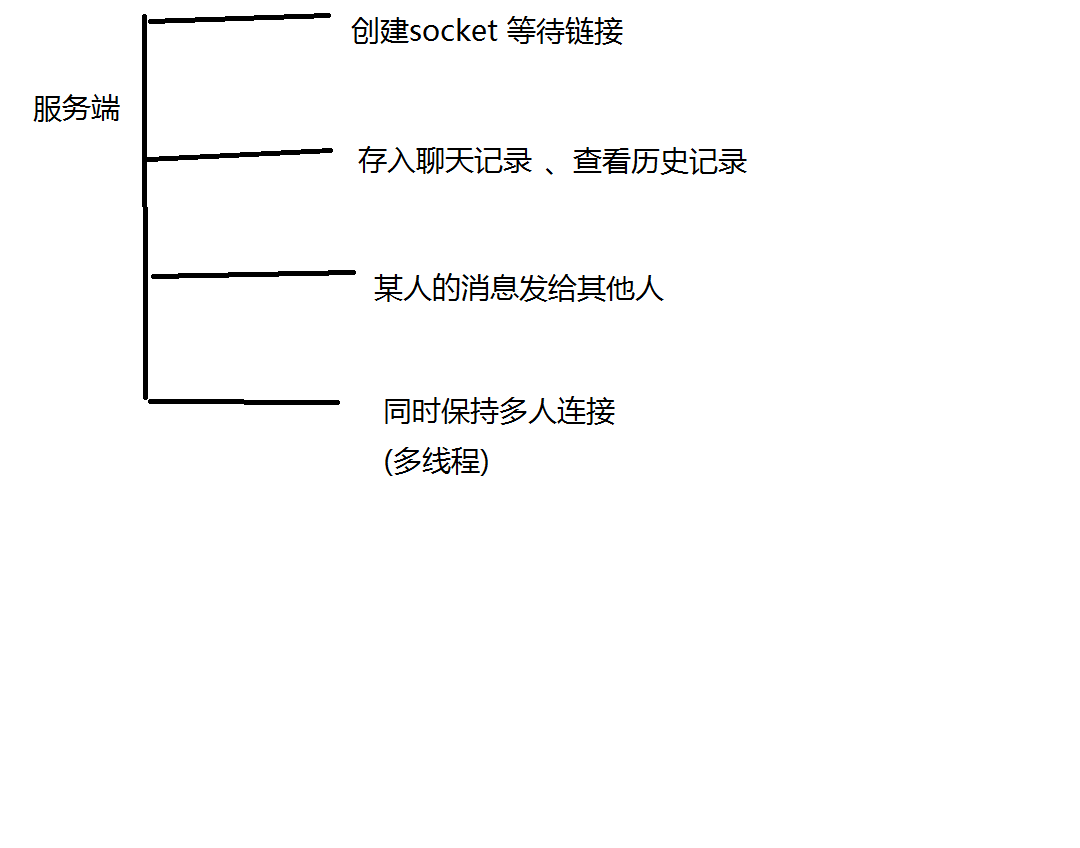 创建socket 等待链接
服务端
存入聊天记录 、查看历史记录
某人的消息发给其他人
同时保持多人连接
(多线程)